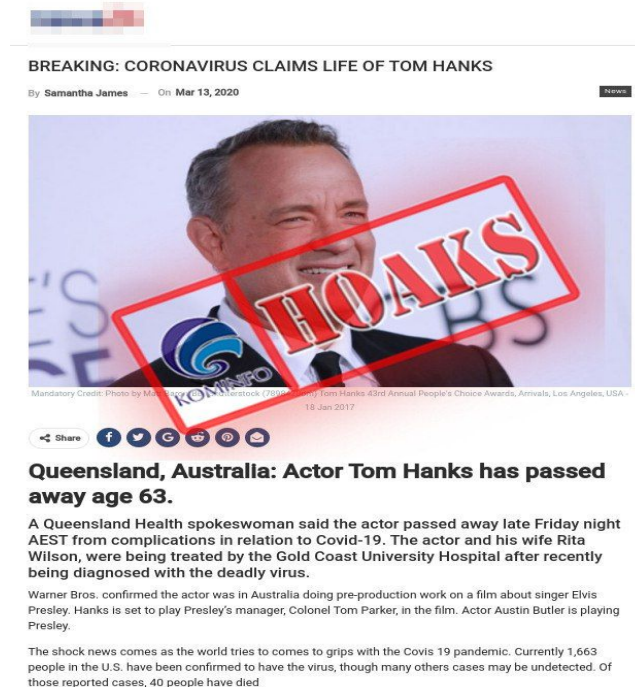 BREAKING: CORONAVIRUS CLAIMS LIFE OF TOM HANKS
By Samantha James — On Mar 13, 2020
News
'S
BS
HOAKS
KOMINFO
Mandatory Credit: Photo by Tom Hanks 43rd Annual People's Choice Awards, Arrivals, Los Angeles, USA -
18 Jan 2017
Share
Queensland, Australia: Actor Tom Hanks has passed
away age 63.
A Queensland Health spokeswoman said the actor passed away late Friday night
AEST from complications in relation to Covid-19. The actor and his wife Rita
Wilson, were being treated by the Gold Coast University Hospital after recently
being diagnosed with the deadly virus.
Warner Bros. confirmed the actor was in Australia doing pre-production work on a film about singer Elvis
Presley. Hanks is set to play Presley's manager, Colonel Tom Parker, in the film. Actor Austin Butler is playing
Presley.
The shock news comes as the world tries to comes to grips with the Covis 19 pandemic. Currently 1,663
people in the U.S. have been confirmed to have the virus, though many others cases may be undetected. Of
those reported cases, 40 people have died